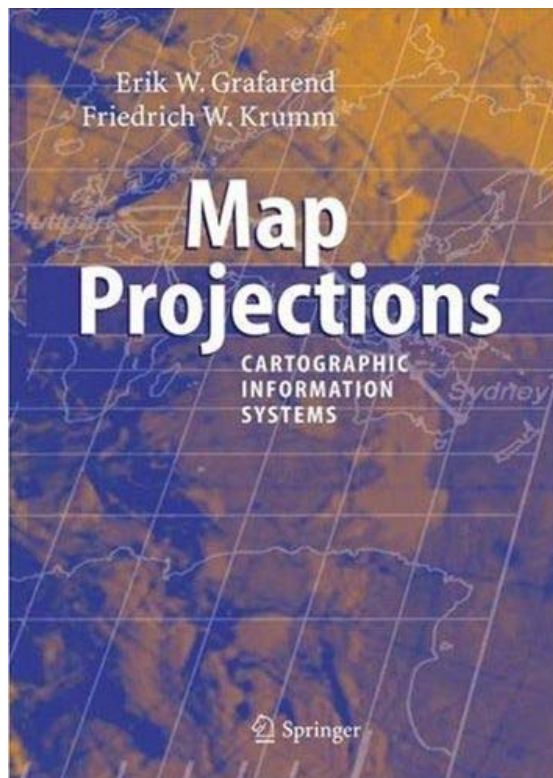 Erik W. Grafarend
Friedrich W. Krumm
Map
Stuttgart
Projections
CARTOGRAPHIC
INFORMATION
SYSTEMS
Sydney
Springer